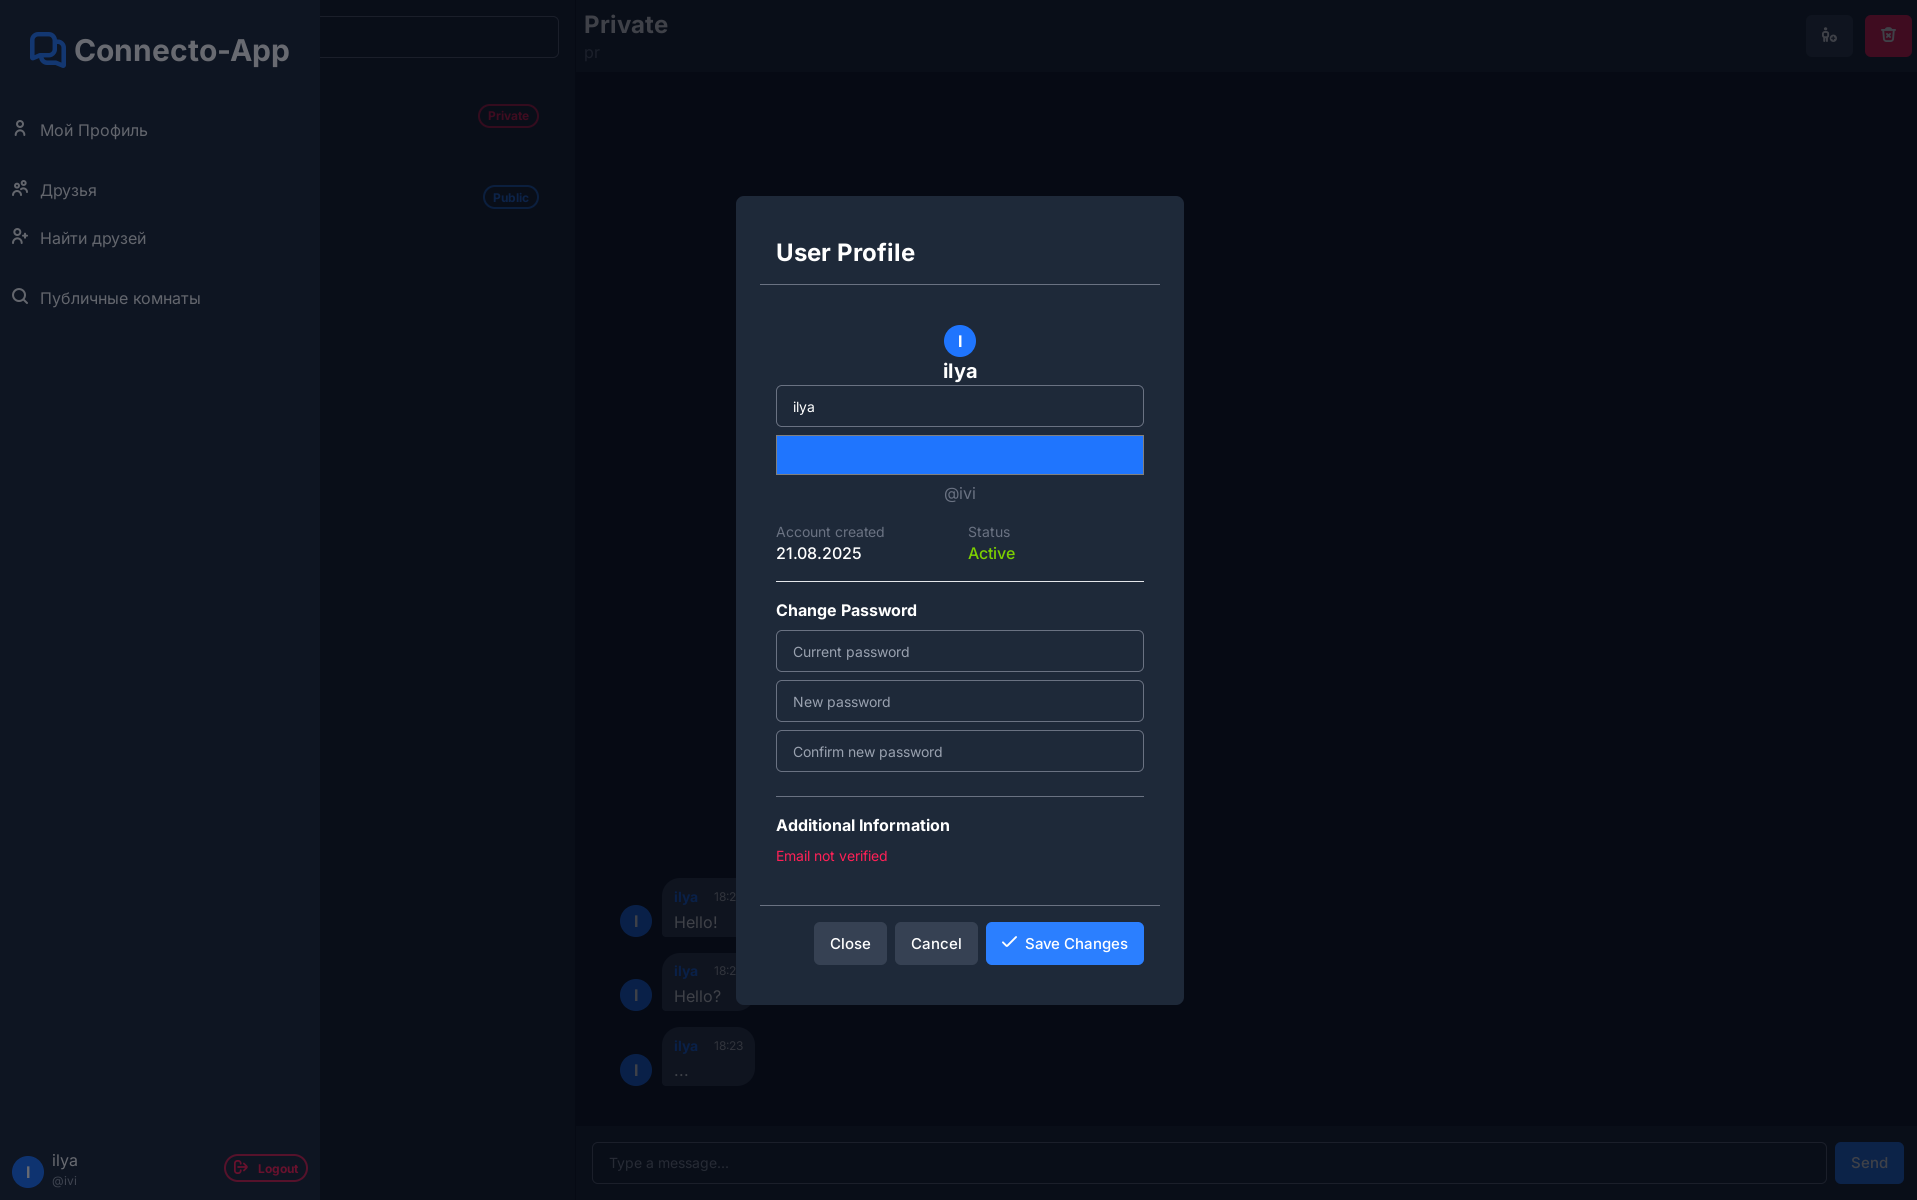 Connecto-App
Мой Профиль
Друзья
Найти друзей
Публичные комнаты
I
ilya
@ivi
Logout
Private
Public
Private
pr
I
ilya 18:2
Hello!
I
ilya 18:2
Hello?
I
ilya 18:23
...
Type a message...
Send
User Profile
I
ilya
ilya
@ivi
Account created
21.08.2025
Status
Active
Change Password
Current password
New password
Confirm new password
Additional Information
Email not verified
Close
Cancel
Save Changes